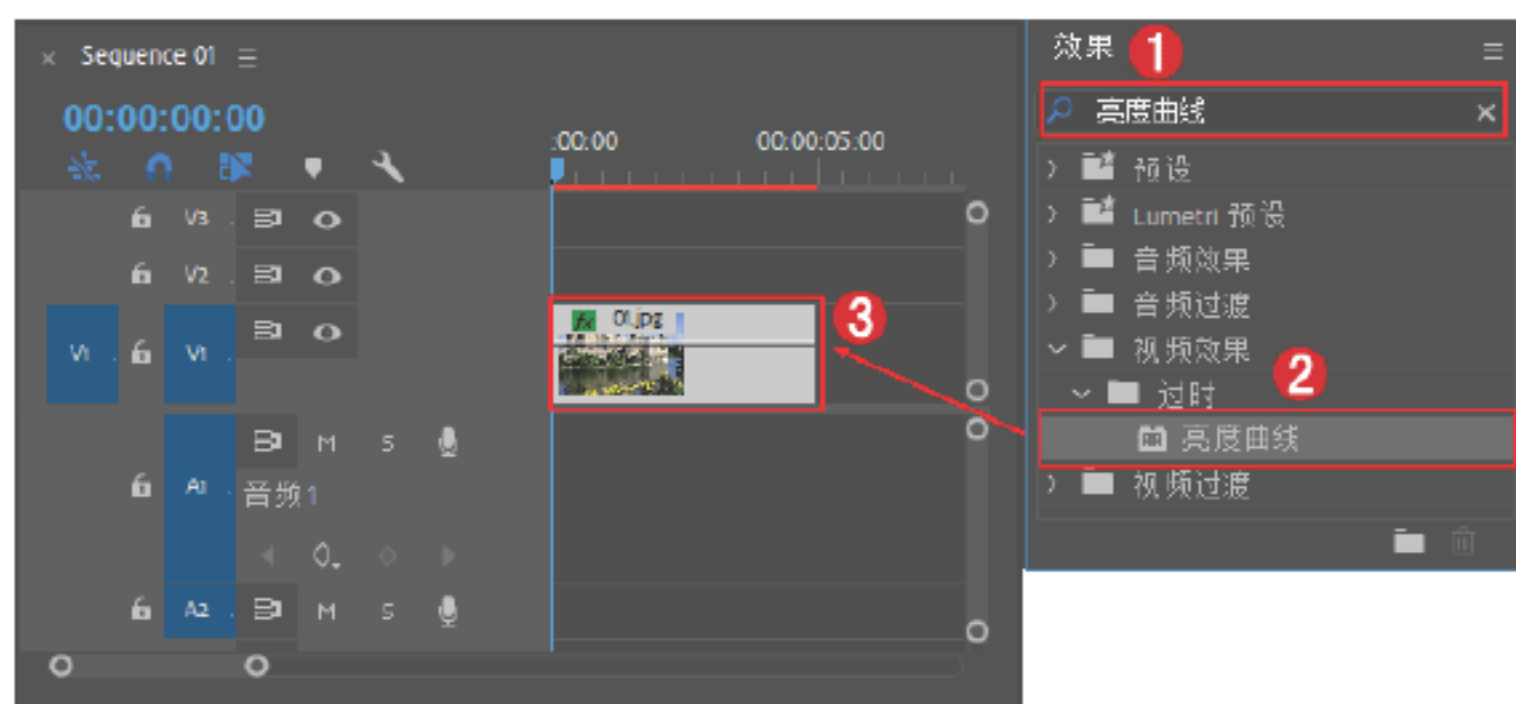 Sequence 01
00:00:00:00
:00:00 00:00:05:00
V3
V2
V1 V1
01.jpg
fx
3
M S
A1
音频1
A2 M S
效果 1
亮度曲线
预设
Lumetri 预设
音频效果
音频过渡
视频效果
2
过时
亮度曲线
视频过渡